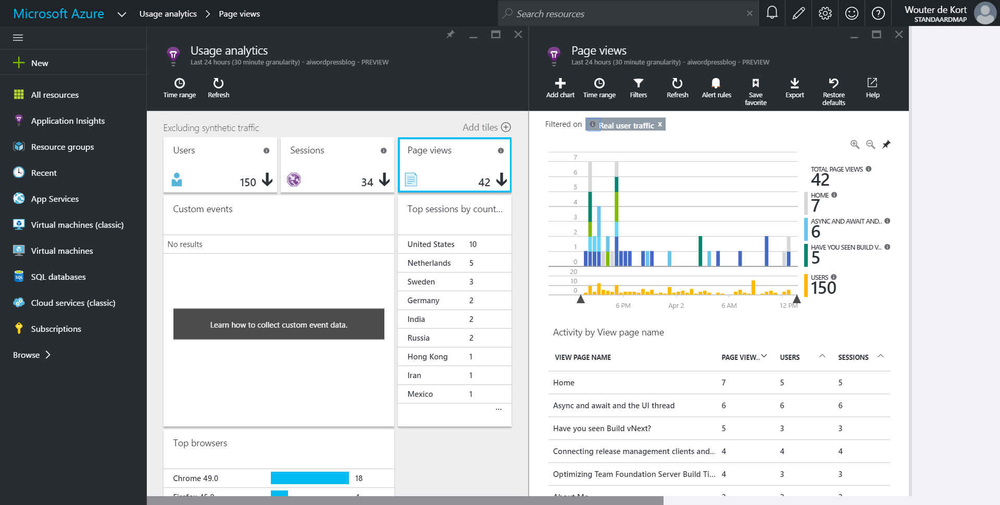 Microsoft Azure
Usage analytics
Page views
Search resources
Wouter de Kort
STANDAARDMAP
New
All resources
Application Insights
Resource groups
Recent
App Services
Virtual machines (classic)
Virtual machines
SQL databases
Cloud services (classic)
Subscriptions
Browse
Usage analytics
Last 24 hours (30 minute granularity) - aiwordpressblog - PREVIEW
Time range
Refresh
Excluding synthetic traffic
Add tiles
Users
150
Sessions
34
Page views
42
Custom events
No results
Learn how to collect custom event data.
Top sessions by count...
United States 10
Netherlands 5
Sweden 3
Germany 2
India 2
Russia 2
Hong Kong 1
Iran 1
Mexico 1
...
Top browsers
Chrome 49.0 18
Page views
Last 24 hours (30 minute granularity) - aiwordpressblog - PREVIEW
Add chart
Time range
Filters
Refresh
Alert rules
Save favorite
Export
Restore defaults
Help
Filtered on Real user traffic x
7
6
5
4
3
2
1
0
20
10
0
6 PM
Apr 2
6 AM
12 PM
TOTAL PAGE VIEWS
42
HOME
7
ASYNC AND AWAIT AND..
6
HAVE YOU SEEN BUILD V..
5
USERS
150
Activity by View page name
VIEW PAGE NAME PAGE VIEW.. USERS SESSIONS
Home 7 5 5
Async and await and the UI thread 6 6 6
Have you seen Build vNext? 5 3 3
Connecting release management clients and... 4 4 4
Optimizing Team Foundation Server Build Ti... 4 3 3